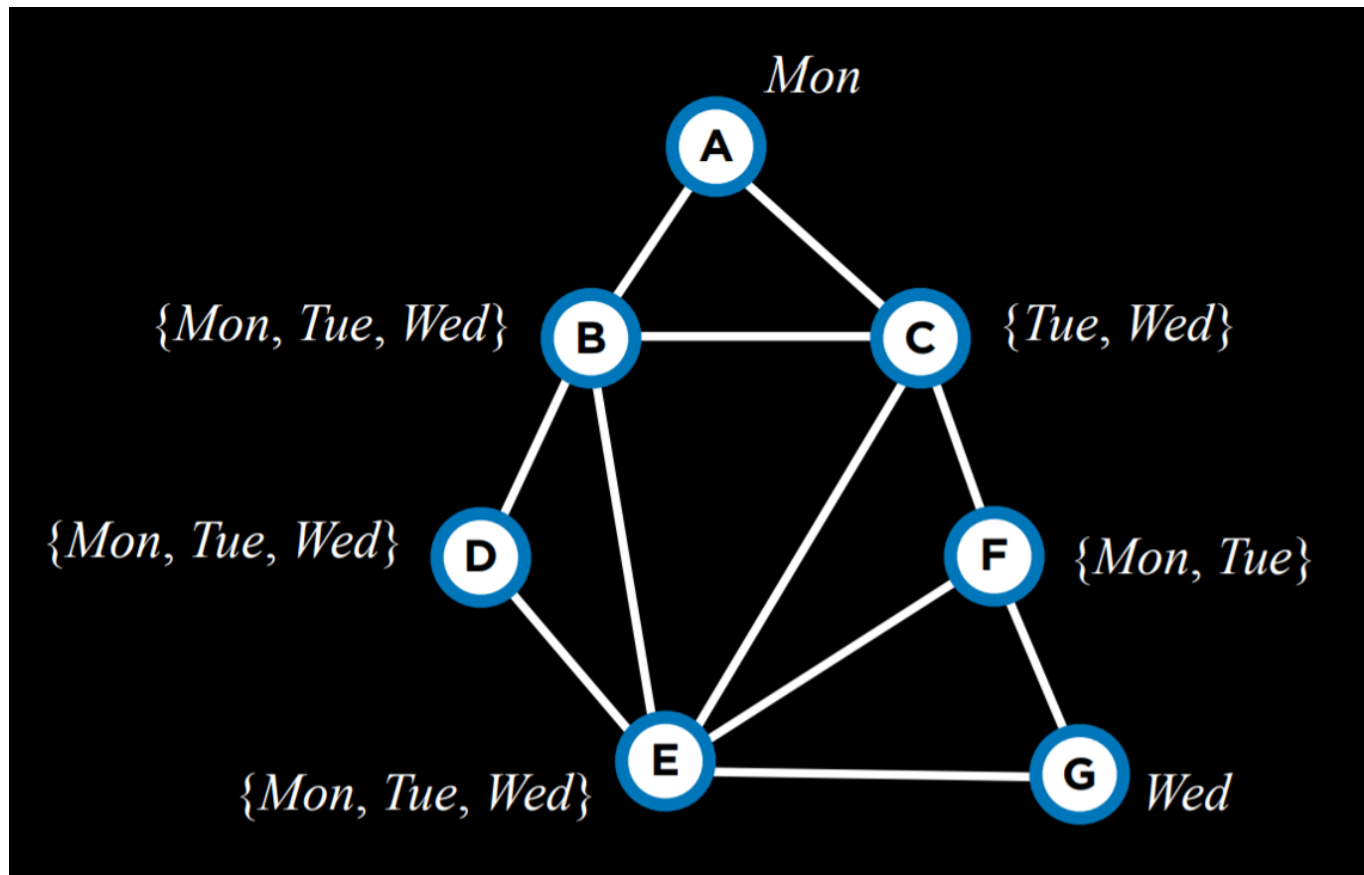 Mon
A
{Mon, Tue, Wed}
B
C
{Tue, Wed}
{Mon, Tue, Wed}
D
F
{Mon, Tue}
E
{Mon, Tue, Wed}
G
Wed